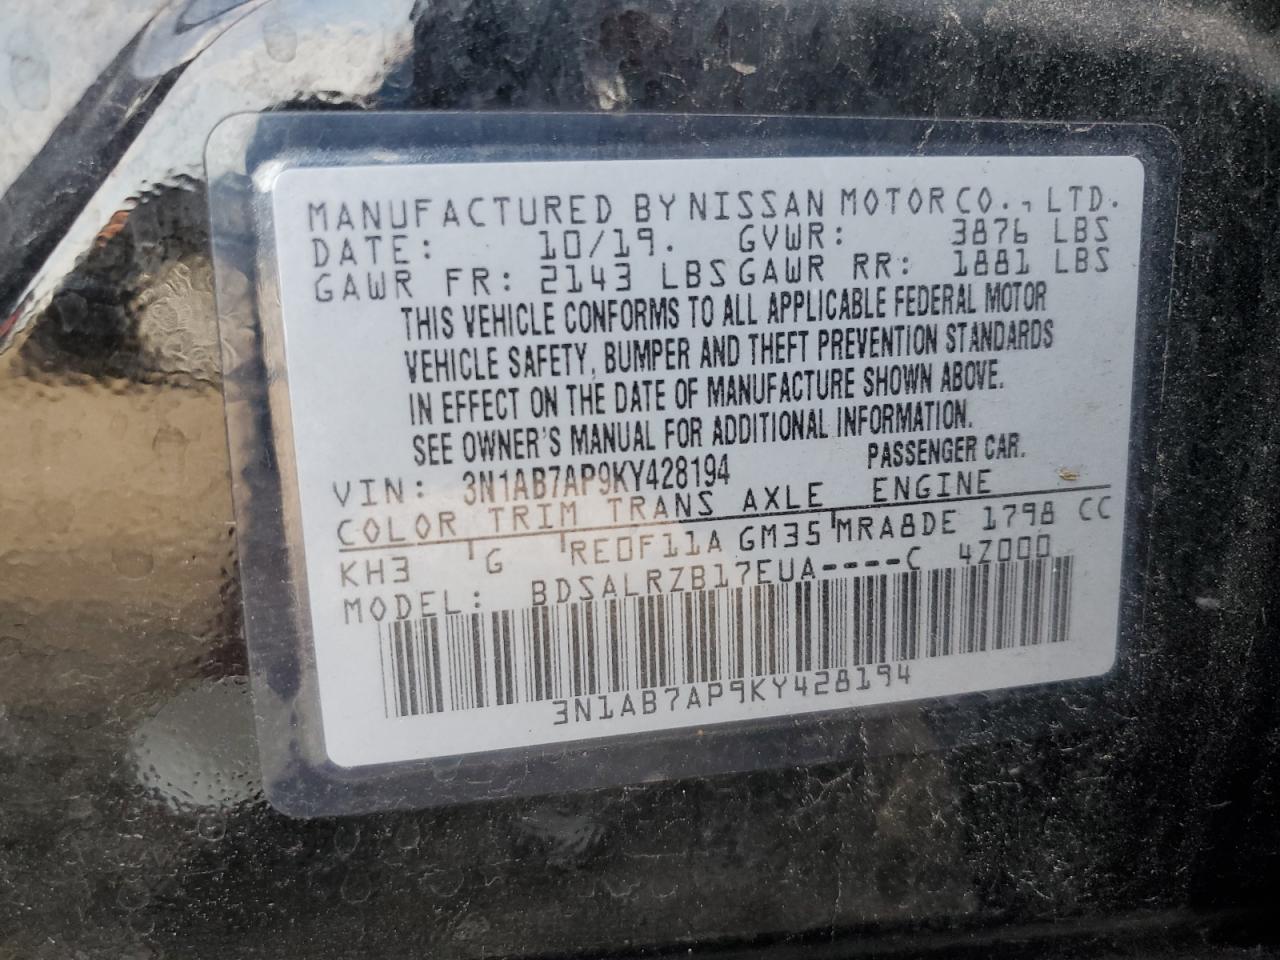 MANUFACTURED BY NISSAN MOTOR CO., LTD.
DATE: 10/19. GVWR: 3876 LBS
GAWR FR: 2143 LBS GAWR RR: 1881 LBS
THIS VEHICLE CONFORMS TO ALL APPLICABLE FEDERAL MOTOR
VEHICLE SAFETY, BUMPER AND THEFT PREVENTION STANDARDS
IN EFFECT ON THE DATE OF MANUFACTURE SHOWN ABOVE.
SEE OWNER'S MANUAL FOR ADDITIONAL INFORMATION.
VIN: 3N1AB7AP9KY428194 PASSENGER CAR.
COLOR TRIM TRANS AXLE ENGINE
KH3 G RE0F11A GM35 MRA8DE 1798 CC
MODEL: BDSALRZB17EUA----C 4Z000
3N1AB7AP9KY428194